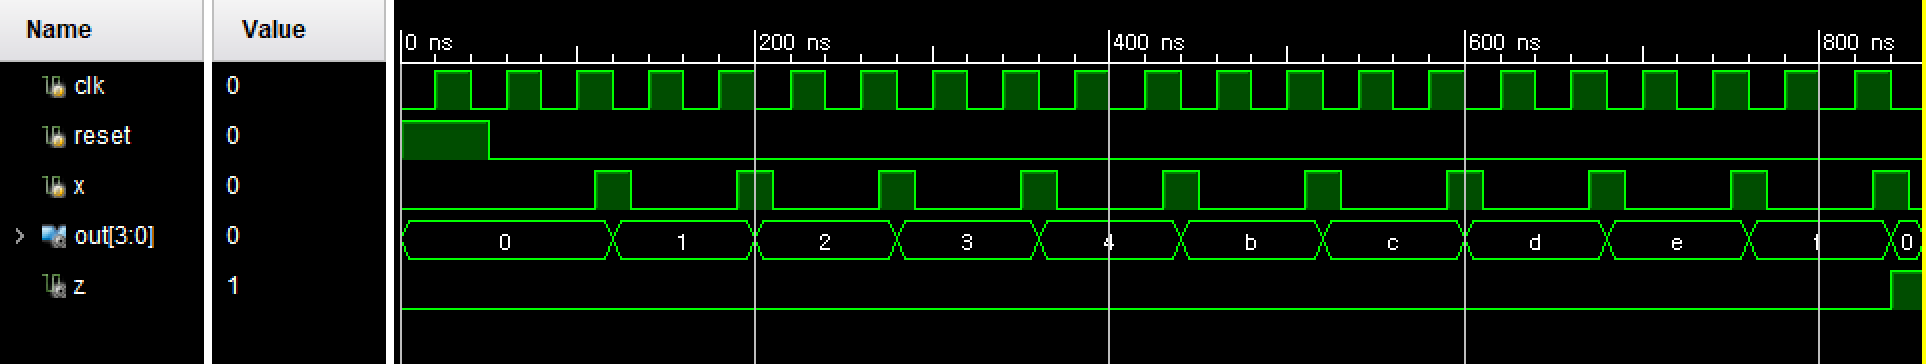 Name Value
0 ns 200 ns 400 ns 600 ns 800 ns
clk 0
reset 0
x 0
out[3:0] 0 0 1 2 3 4 b c d e f 0
z 1